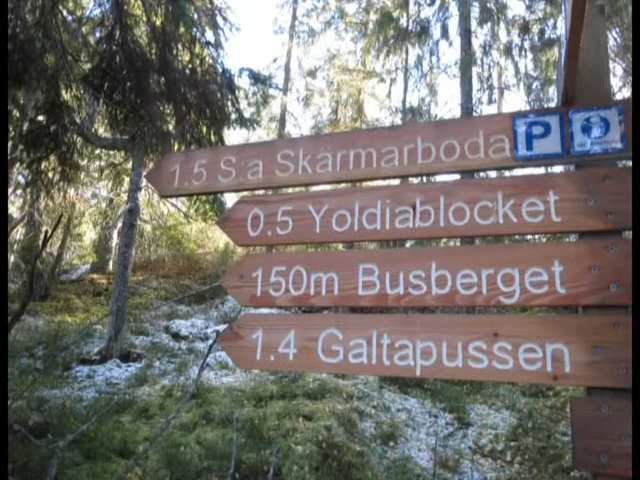 1.5 S:a Skärmarboda P
0.5 Yoldiablocket
150m Busberget
1.4 Galtapussen